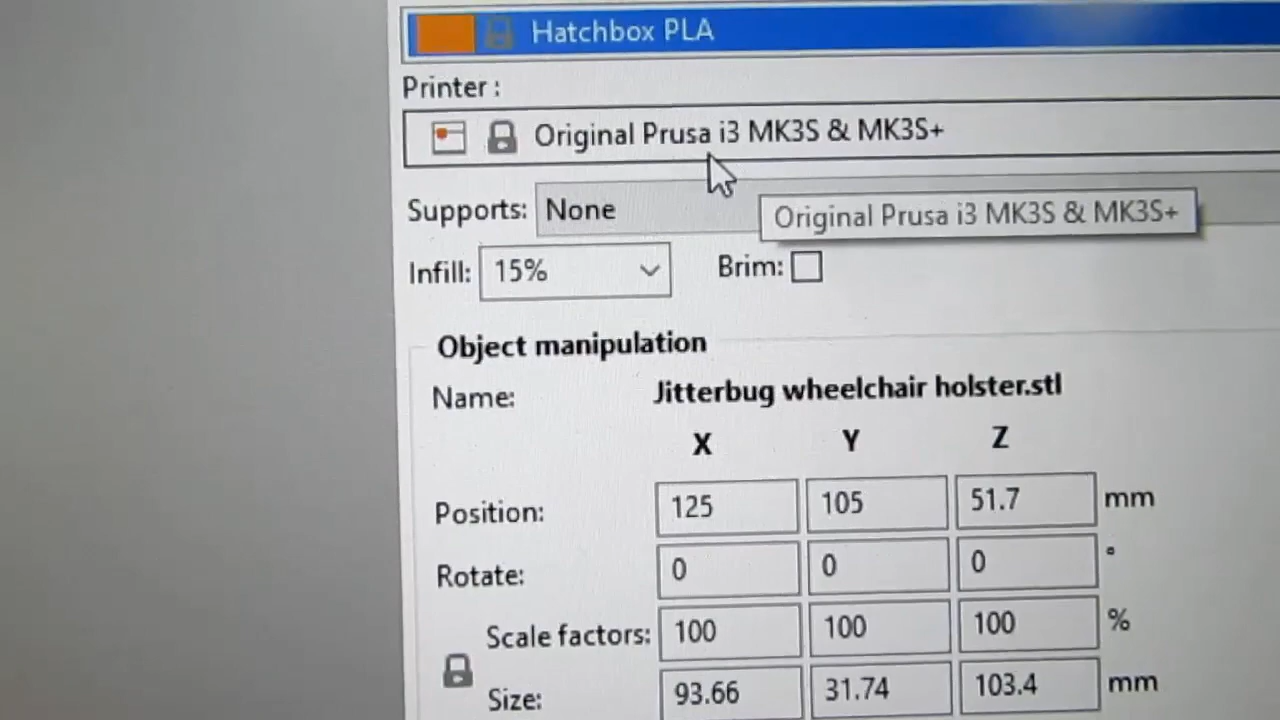 Hatchbox PLA
Printer :
Original Prusa i3 MK3S & MK3S+
Supports: None
Original Prusa i3 MK3S & MK3S+
Infill: 15% Brim:
Object manipulation
Name: Jitterbug wheelchair holster.stl
X Y Z
Position: 125 105 51.7 mm
Rotate: 0 0 0 °
Scale factors: 100 100 100 %
Size: 93.66 31.74 103.4 mm